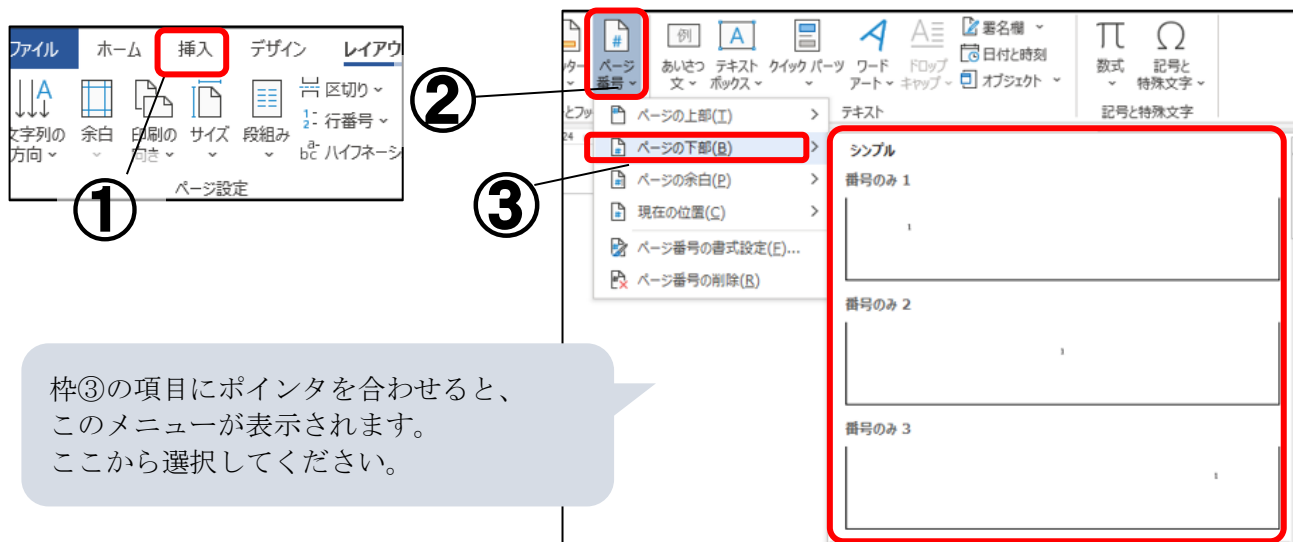 ファイル ホーム 挿入 デザイン レイアウ
文字列の方向 余白 印刷の向き サイズ 段組み
区切り
行番号
ハイフネーシ
ページ設定
①
②
③
ページ番号
あいさつ文
テキストボックス
クイック パーツ
ワードアート
ドロップキャップ
署名欄
日付と時刻
オブジェクト
数式
記号と特殊文字
テキスト
記号と特殊文字
24
ページの上部(T)
ページの下部(B)
ページの余白(P)
現在の位置(C)
ページ番号の書式設定(F)...
ページ番号の削除(R)
シンプル
番号のみ 1
1
番号のみ 2
1
番号のみ 3
1
枠③の項目にポインタを合わせると、
このメニューが表示されます。
ここから選択してください。